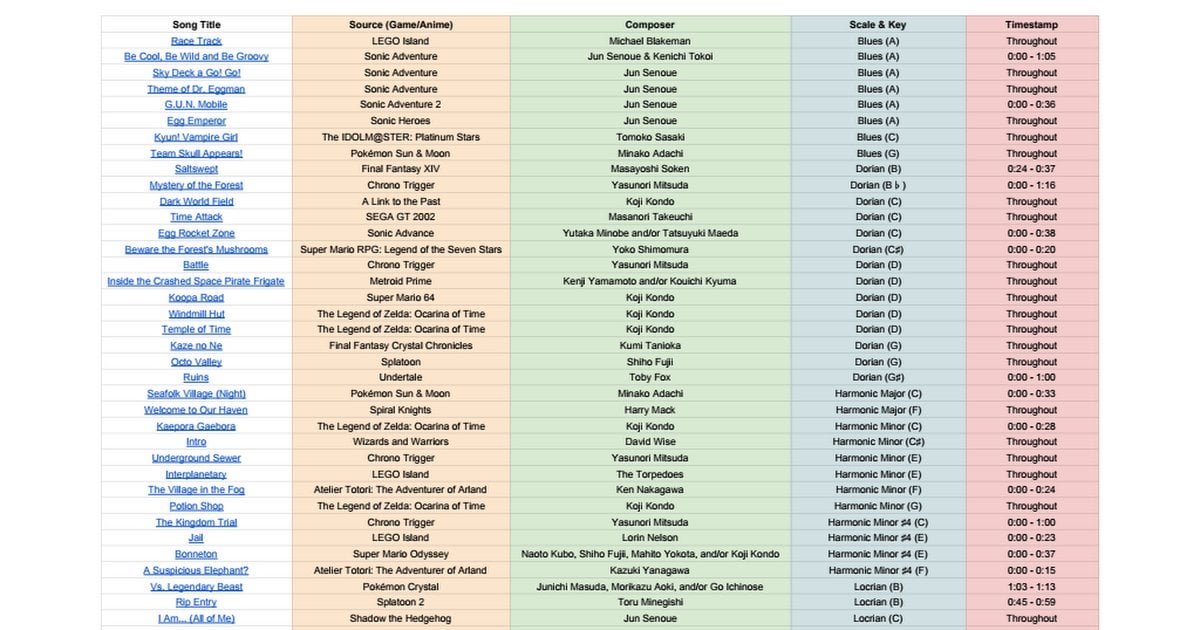 Song Title Source (Game/Anime) Composer Scale & Key Timestamp
Race Track LEGO Island Michael Blakeman Blues (A) Throughout
Be Cool, Be Wild and Be Groovy Sonic Adventure Jun Senoue & Kenichi Tokoi Blues (A) 0:00 - 1:05
Sky Deck a Go! Go! Sonic Adventure Jun Senoue Blues (A) Throughout
Theme of Dr. Eggman Sonic Adventure Jun Senoue Blues (A) Throughout
G.U.N. Mobile Sonic Adventure 2 Jun Senoue Blues (A) 0:00 - 0:36
Egg Emperor Sonic Heroes Jun Senoue Blues (A) Throughout
Kyun! Vampire Girl The IDOLM@STER: Platinum Stars Tomoko Sasaki Blues (C) Throughout
Team Skull Appears! Pokémon Sun & Moon Minako Adachi Blues (G) Throughout
Saltswept Final Fantasy XIV Masayoshi Soken Dorian (B) 0:24 - 0:37
Mystery of the Forest Chrono Trigger Yasunori Mitsuda Dorian (B♭) 0:00 - 1:16
Dark World Field A Link to the Past Koji Kondo Dorian (C) Throughout
Time Attack SEGA GT 2002 Masanori Takeuchi Dorian (C) Throughout
Egg Rocket Zone Sonic Advance Yutaka Minobe and/or Tatsuyuki Maeda Dorian (C) 0:00 - 0:38
Beware the Forest's Mushrooms Super Mario RPG: Legend of the Seven Stars Yoko Shimomura Dorian (C♯) 0:00 - 0:20
Battle Chrono Trigger Yasunori Mitsuda Dorian (D) Throughout
Inside the Crashed Space Pirate Frigate Metroid Prime Kenji Yamamoto and/or Kouichi Kyuma Dorian (D) Throughout
Koopa Road Super Mario 64 Koji Kondo Dorian (D) Throughout
Windmill Hut The Legend of Zelda: Ocarina of Time Koji Kondo Dorian (D) Throughout
Temple of Time The Legend of Zelda: Ocarina of Time Koji Kondo Dorian (D) Throughout
Kaze no Ne Final Fantasy Crystal Chronicles Kumi Tanioka Dorian (G) Throughout
Octo Valley Splatoon Shiho Fujii Dorian (G) Throughout
Ruins Undertale Toby Fox Dorian (G♯) 0:00 - 1:00
Seafolk Village (Night) Pokémon Sun & Moon Minako Adachi Harmonic Major (C) 0:00 - 0:33
Welcome to Our Haven Spiral Knights Harry Mack Harmonic Major (F) Throughout
Kaepora Gaebora The Legend of Zelda: Ocarina of Time Koji Kondo Harmonic Minor (C) 0:00 - 0:28
Intro Wizards and Warriors David Wise Harmonic Minor (C♯) Throughout
Underground Sewer Chrono Trigger Yasunori Mitsuda Harmonic Minor (E) Throughout
Interplanetary LEGO Island The Torpedoes Harmonic Minor (E) Throughout
The Village in the Fog Atelier Totori: The Adventurer of Arland Ken Nakagawa Harmonic Minor (F) 0:00 - 0:24
Potion Shop The Legend of Zelda: Ocarina of Time Koji Kondo Harmonic Minor (G) Throughout
The Kingdom Trial Chrono Trigger Yasunori Mitsuda Harmonic Minor ♯4 (C) 0:00 - 1:00
Jail LEGO Island Lorin Nelson Harmonic Minor ♯4 (E) 0:00 - 0:23
Bonneton Super Mario Odyssey Naoto Kubo, Shiho Fujii, Mahito Yokota, and/or Koji Kondo Harmonic Minor ♯4 (E) 0:00 - 0:37
A Suspicious Elephant? Atelier Totori: The Adventurer of Arland Kazuki Yanagawa Harmonic Minor ♯4 (F) 0:00 - 0:15
Vs. Legendary Beast Pokémon Crystal Junichi Masuda, Morikazu Aoki, and/or Go Ichinose Locrian (B) 1:03 - 1:13
Rip Entry Splatoon 2 Toru Minegishi Locrian (B) 0:45 - 0:59
I Am... (All of Me) Shadow the Hedgehog Jun Senoue Locrian (C) Throughout